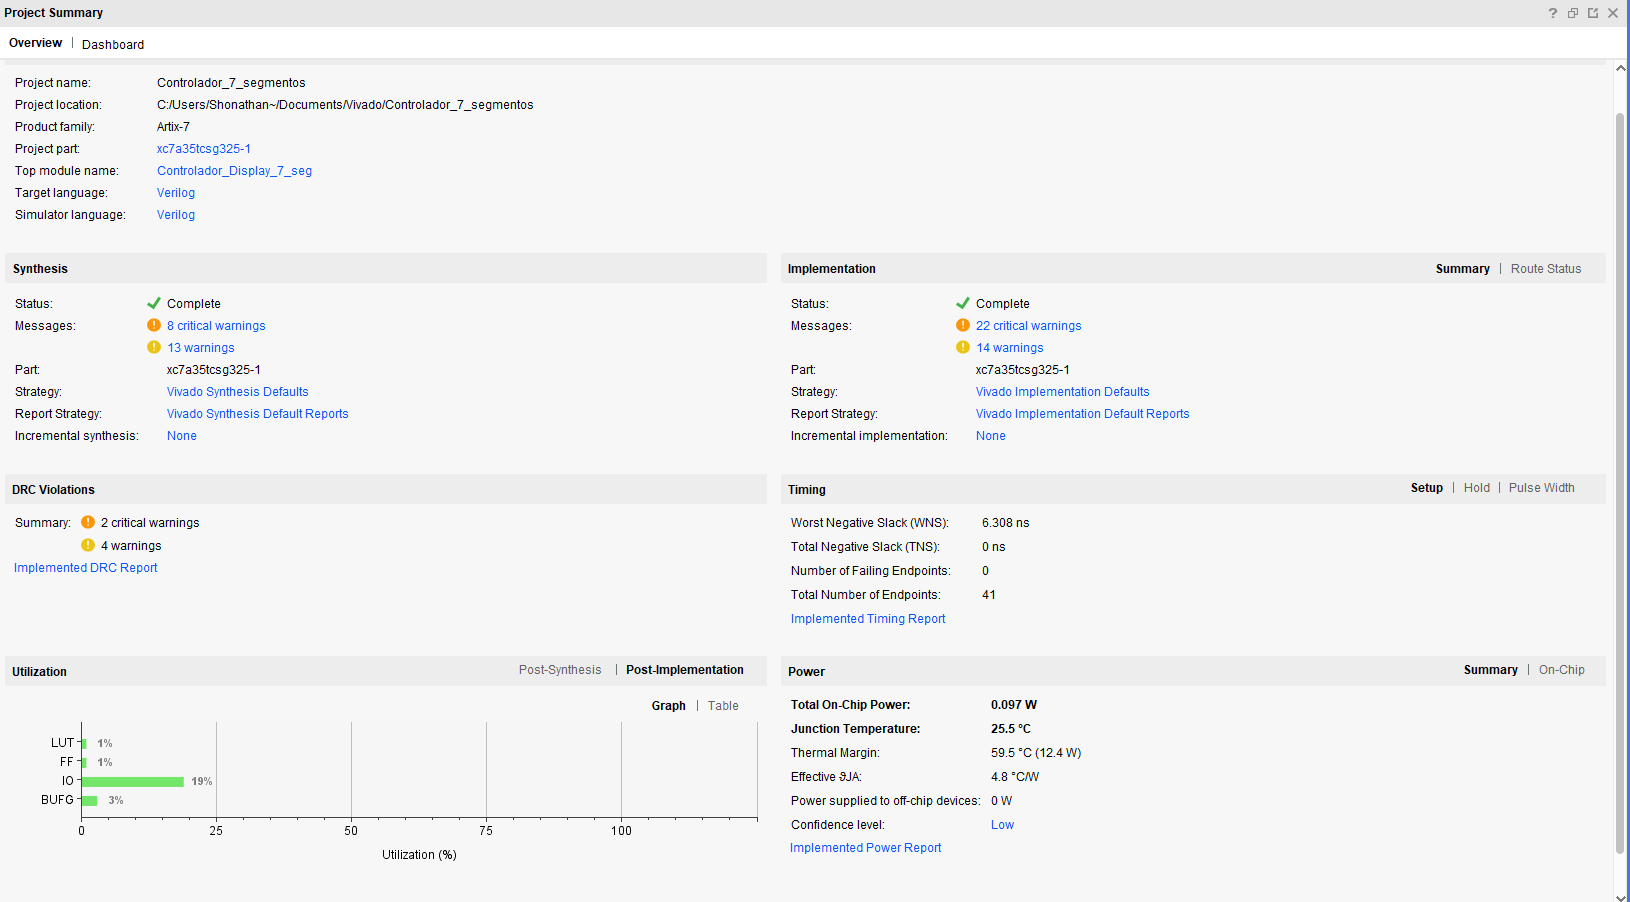 Project Summary
Overview | Dashboard
Project name: Controlador_7_segmentos
Project location: C:/Users/Shonathan~/Documents/Vivado/Controlador_7_segmentos
Product family: Artix-7
Project part: xc7a35tcsg325-1
Top module name: Controlador_Display_7_seg
Target language: Verilog
Simulator language: Verilog
Synthesis
Status: Complete
Messages: 8 critical warnings
13 warnings
Part: xc7a35tcsg325-1
Strategy: Vivado Synthesis Defaults
Report Strategy: Vivado Synthesis Default Reports
Incremental synthesis: None
Implementation
Summary | Route Status
Status: Complete
Messages: 22 critical warnings
14 warnings
Part: xc7a35tcsg325-1
Strategy: Vivado Implementation Defaults
Report Strategy: Vivado Implementation Default Reports
Incremental implementation: None
DRC Violations
Summary: 2 critical warnings
4 warnings
Implemented DRC Report
Timing
Setup | Hold | Pulse Width
Worst Negative Slack (WNS): 6.308 ns
Total Negative Slack (TNS): 0 ns
Number of Failing Endpoints: 0
Total Number of Endpoints: 41
Implemented Timing Report
Utilization
Post-Synthesis | Post-Implementation
Graph | Table
LUT 1%
FF 1%
IO 19%
BUFG 3%
0 25 50 75 100
Utilization (%)
Power
Summary | On-Chip
Total On-Chip Power: 0.097 W
Junction Temperature: 25.5 °C
Thermal Margin: 59.5 °C (12.4 W)
Effective ϑJA: 4.8 °C/W
Power supplied to off-chip devices: 0 W
Confidence level: Low
Implemented Power Report